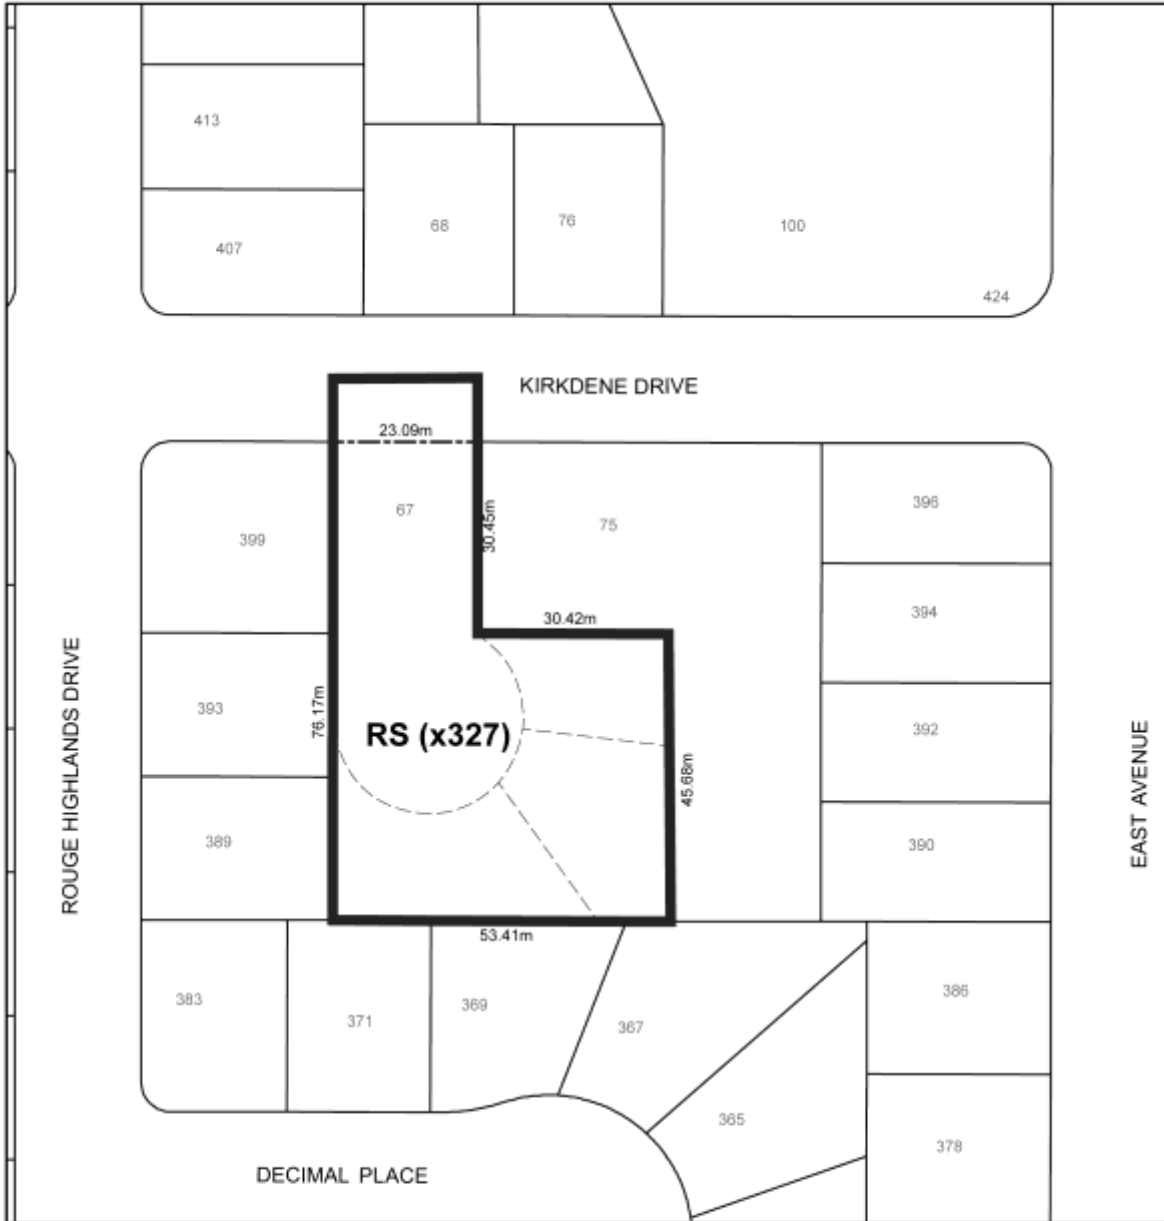 413
407
68
76
100
424
KIRKDENE DRIVE
23.09m
67
30.45m
75
399
396
30.42m
394
ROUGE HIGHLANDS DRIVE
393
76.17m
RS (x327)
45.68m
392
EAST AVENUE
389
390
53.41m
383
371
369
367
386
365
378
DECIMAL PLACE